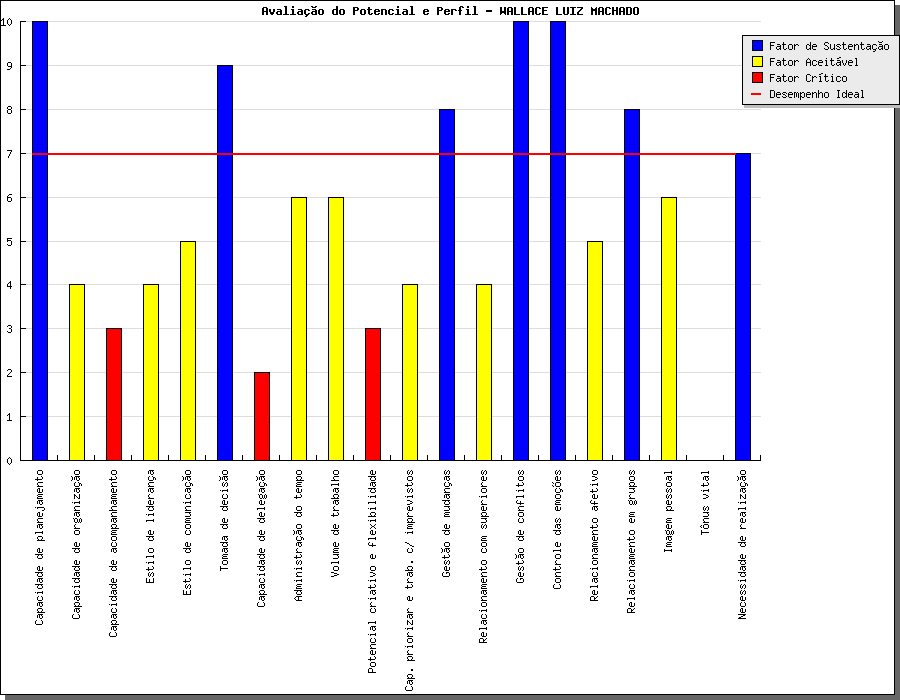 Avaliação do Potencial e Perfil - WALLACE LUIZ MACHADO
Fator de Sustentação
Fator Aceitável
Fator Crítico
Desempenho Ideal
10
9
8
7
6
5
4
3
2
1
0
Capacidade de planejamento
Capacidade de organização
Capacidade de acompanhamento
Estilo de liderança
Estilo de comunicação
Tomada de decisão
Capacidade de delegação
Administração do tempo
Volume de trabalho
Potencial criativo e flexibilidade
Cap. priorizar e trab. c/ imprevistos
Gestão de mudanças
Relacionamento com superiores
Gestão de conflitos
Controle das emoções
Relacionamento afetivo
Relacionamento em grupos
Imagem pessoal
Tônus vital
Necessidade de realização